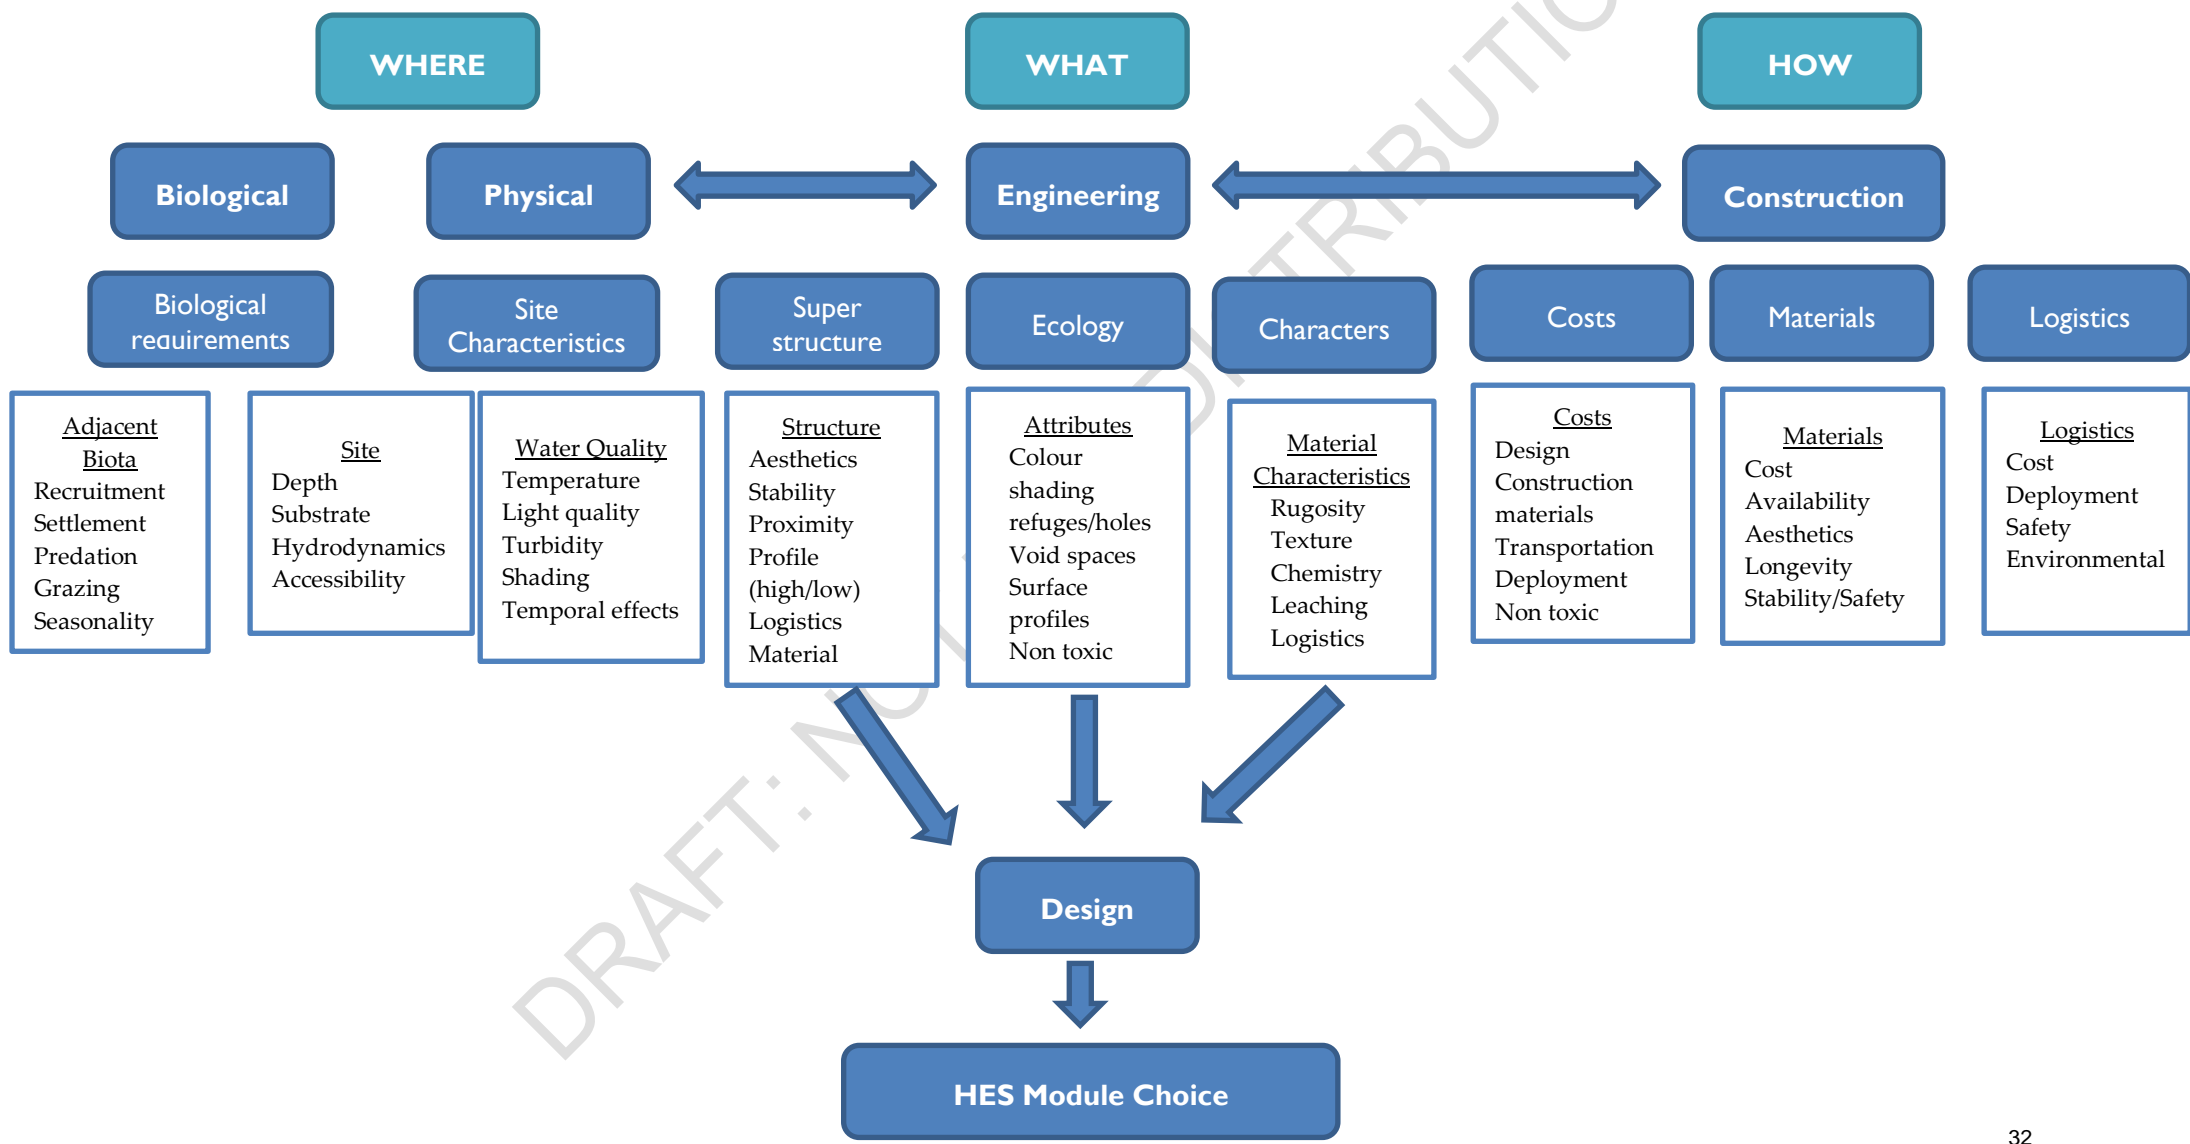 WHERE
WHAT
HOW
Biological
Physical
Engineering
Construction
Biological
requirements
Site
Characteristics
Super
structure
Ecology
Characters
Costs
Materials
Logistics
Adjacent
Biota
Recruitment
Settlement
Predation
Grazing
Seasonality
Site
Depth
Substrate
Hydrodynamics
Accessibility
Water Quality
Temperature
Light quality
Turbidity
Shading
Temporal effects
Structure
Aesthetics
Stability
Proximity
Profile
(high/low)
Logistics
Material
Attributes
Colour
shading
refuges/holes
Void spaces
Surface
profiles
Non toxic
Material
Characteristics
Rugosity
Texture
Chemistry
Leaching
Logistics
Costs
Design
Construction
materials
Transportation
Deployment
Non toxic
Materials
Cost
Availability
Aesthetics
Longevity
Stability/Safety
Logistics
Cost
Deployment
Safety
Environmental
Design
HES Module Choice
DRAFT:
32